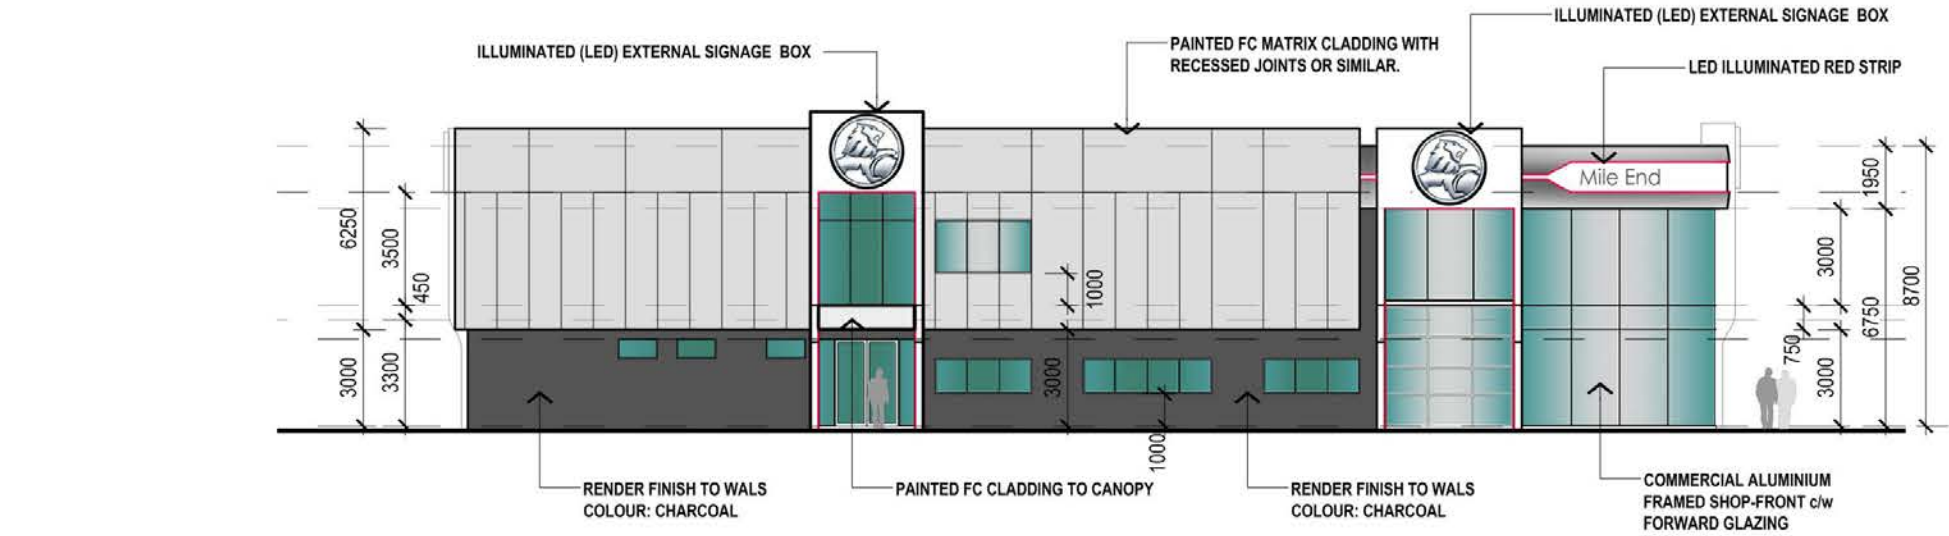 ILLUMINATED (LED) EXTERNAL SIGNAGE BOX
ILLUMINATED (LED) EXTERNAL SIGNAGE BOX
PAINTED FC MATRIX CLADDING WITH
RECESSED JOINTS OR SIMILAR.
LED ILLUMINATED RED STRIP
Mile End
6250
3500
450
3000
3300
1000
3000
1000
1950
3000
8700
6750
750
3000
RENDER FINISH TO WALS
COLOUR: CHARCOAL
PAINTED FC CLADDING TO CANOPY
RENDER FINISH TO WALS
COLOUR: CHARCOAL
COMMERCIAL ALUMINIUM
FRAMED SHOP-FRONT c/w
FORWARD GLAZING